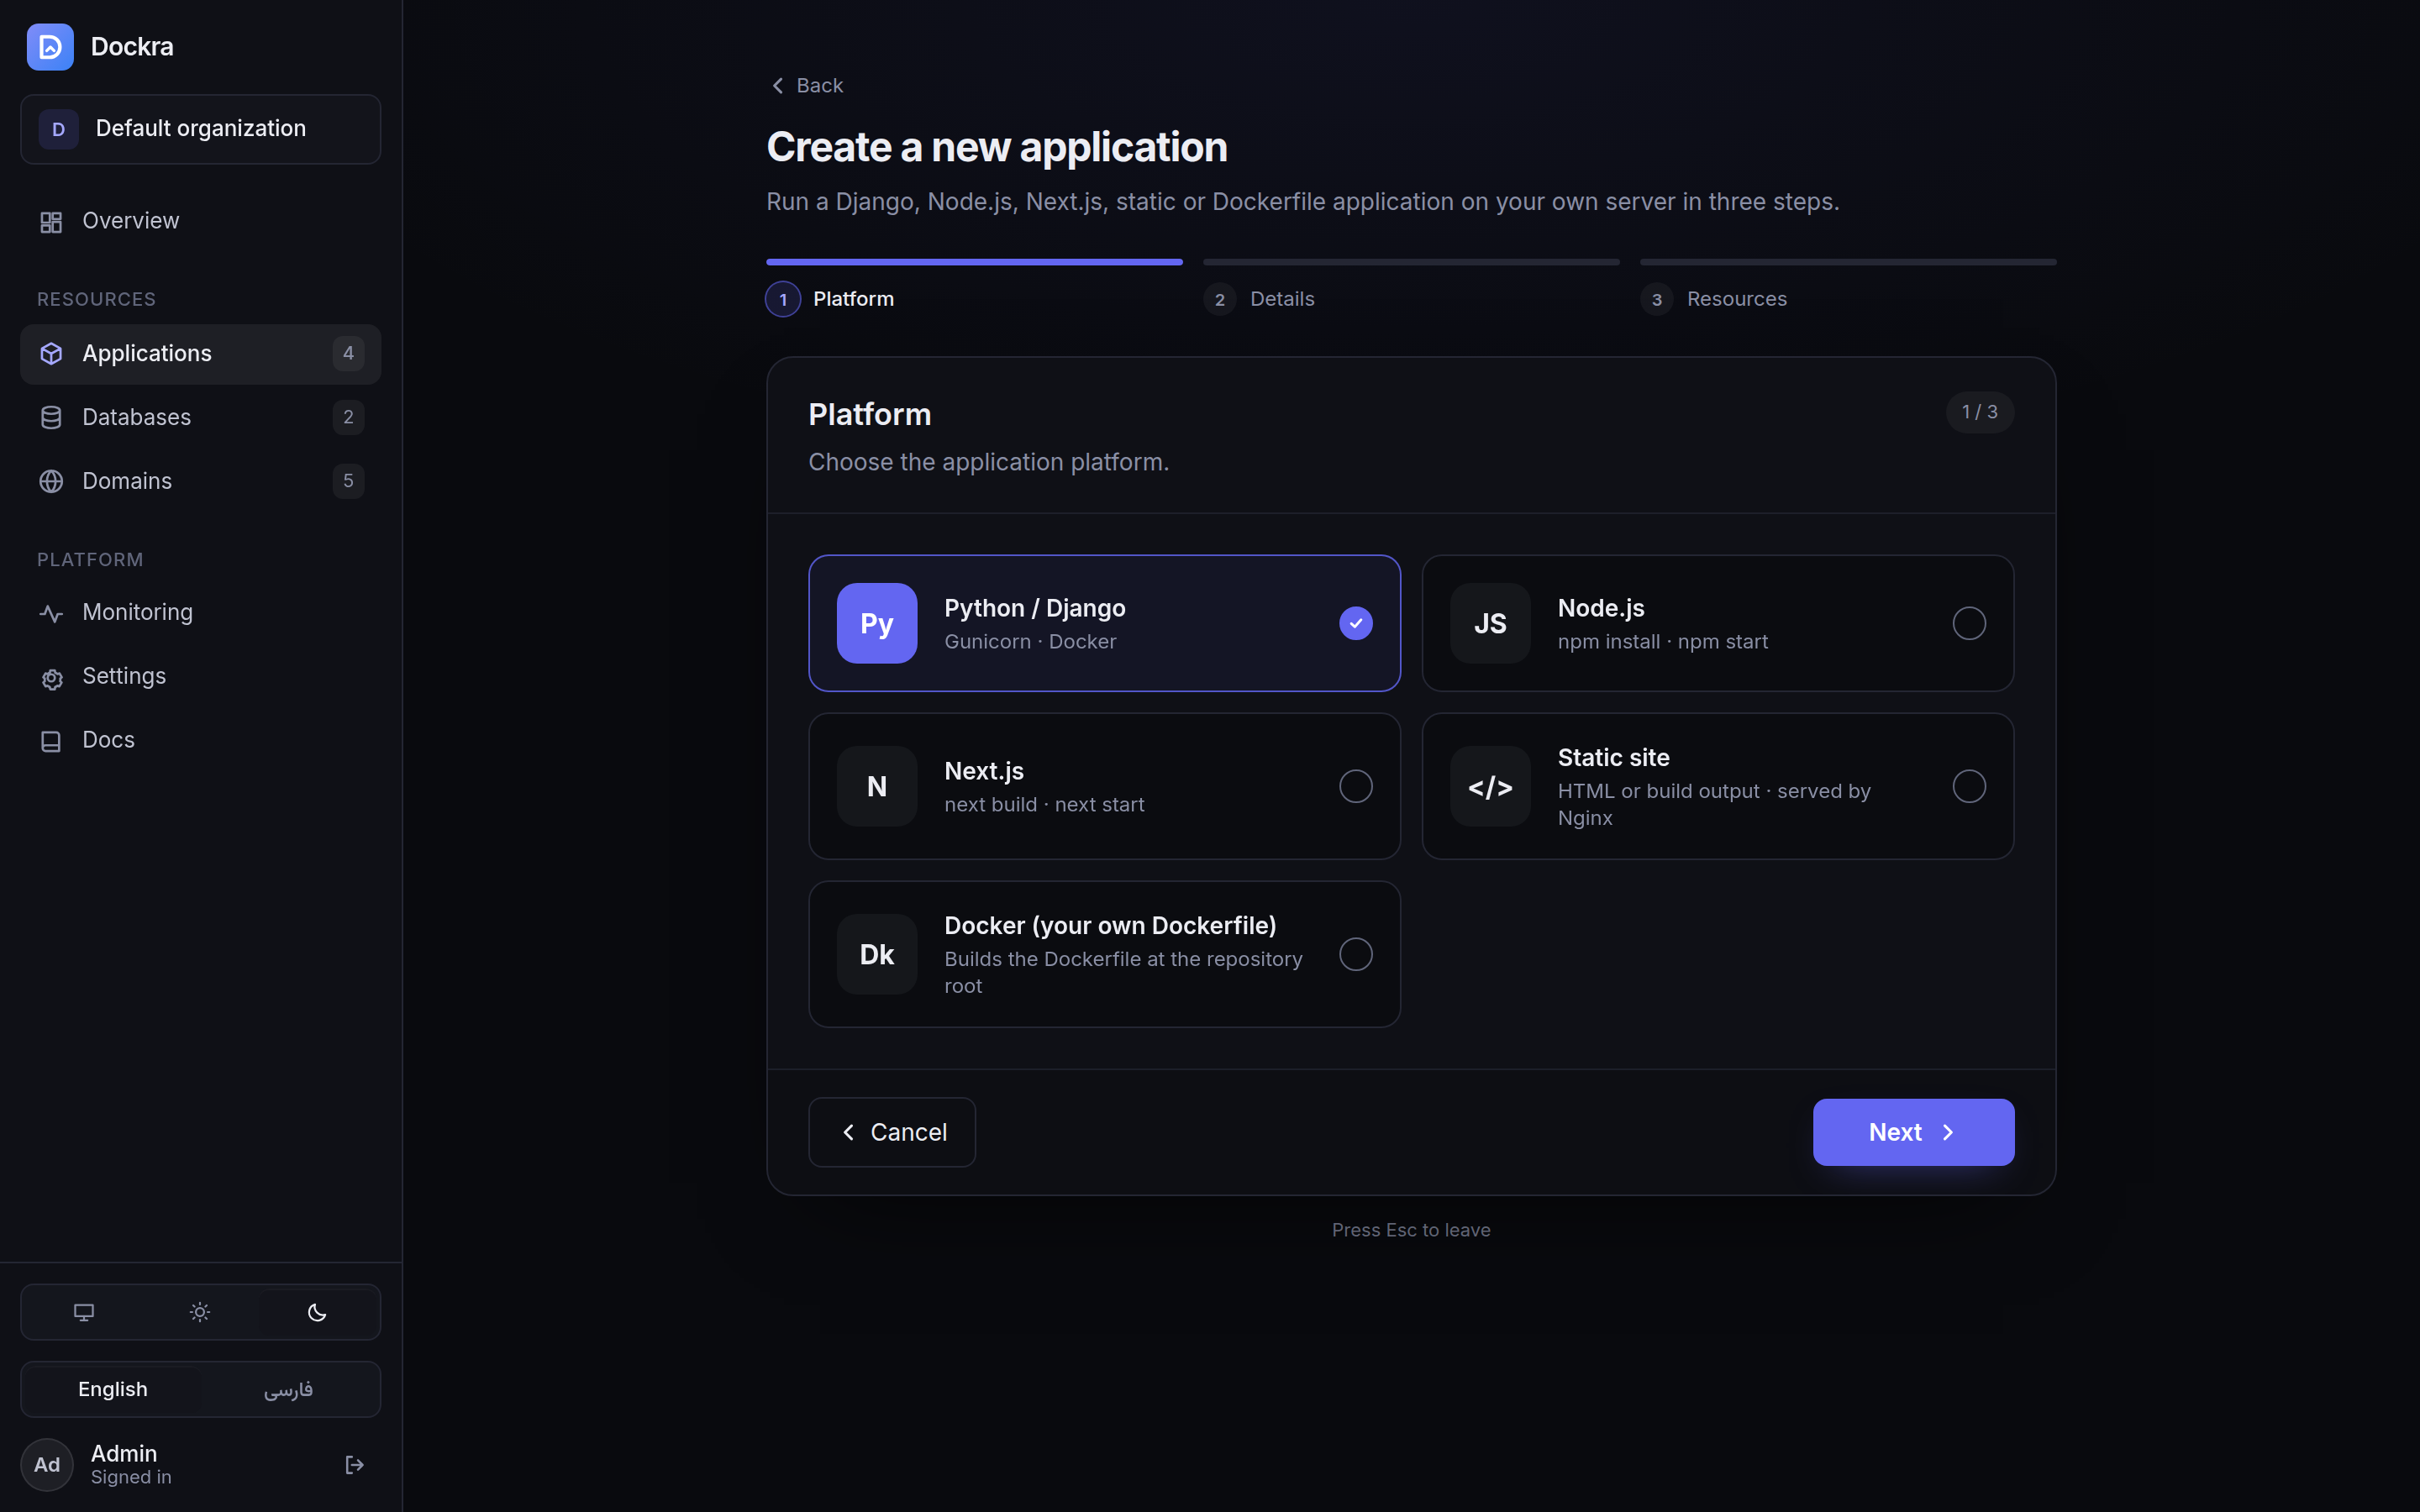 Dockra
D
Default organization
Overview
RESOURCES
Applications
4
Databases
2
Domains
5
PLATFORM
Monitoring
Settings
Docs
English
فارسی
Ad
Admin
Signed in
Back
Create a new application
Run a Django, Node.js, Next.js, static or Dockerfile application on your own server in three steps.
1 Platform
2 Details
3 Resources
Platform
1 / 3
Choose the application platform.
Py
Python / Django
Gunicorn · Docker
JS
Node.js
npm install · npm start
N
Next.js
next build · next start
</>
Static site
HTML or build output · served by
Nginx
Dk
Docker (your own Dockerfile)
Builds the Dockerfile at the repository
root
Cancel
Next
Press Esc to leave